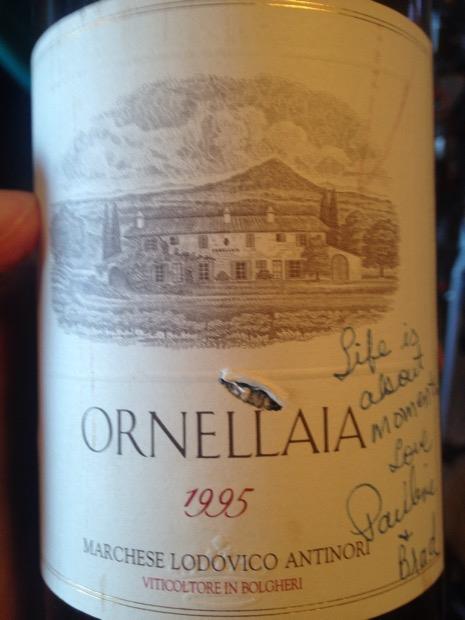 ORNELLAIA
1995
MARCHESE LODOVICO ANTINORI
VITICOLTORE IN BOLGHERI
Life is
about
moments
Love
Pauline
+
Brad